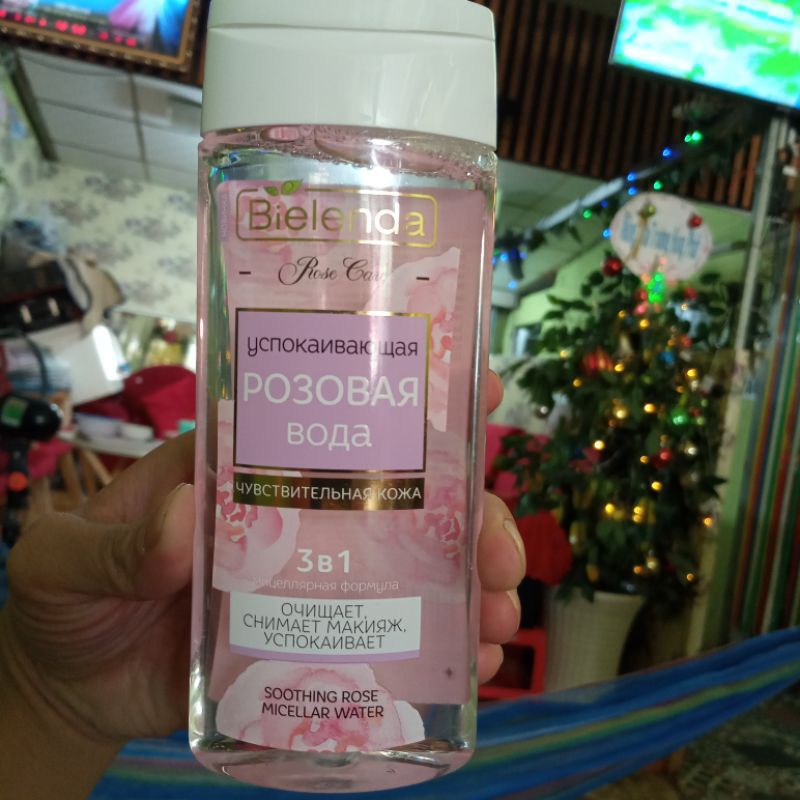 Bielenda
Rose Care
успокаивающая
РОЗОВАЯ
вода
ЧУВСТВИТЕЛЬНАЯ КОЖА
3в1
мицеллярная формула
ОЧИЩАЕТ,
СНИМАЕТ МАКИЯЖ,
УСПОКАИВАЕТ
SOOTHING ROSE
MICELLAR WATER